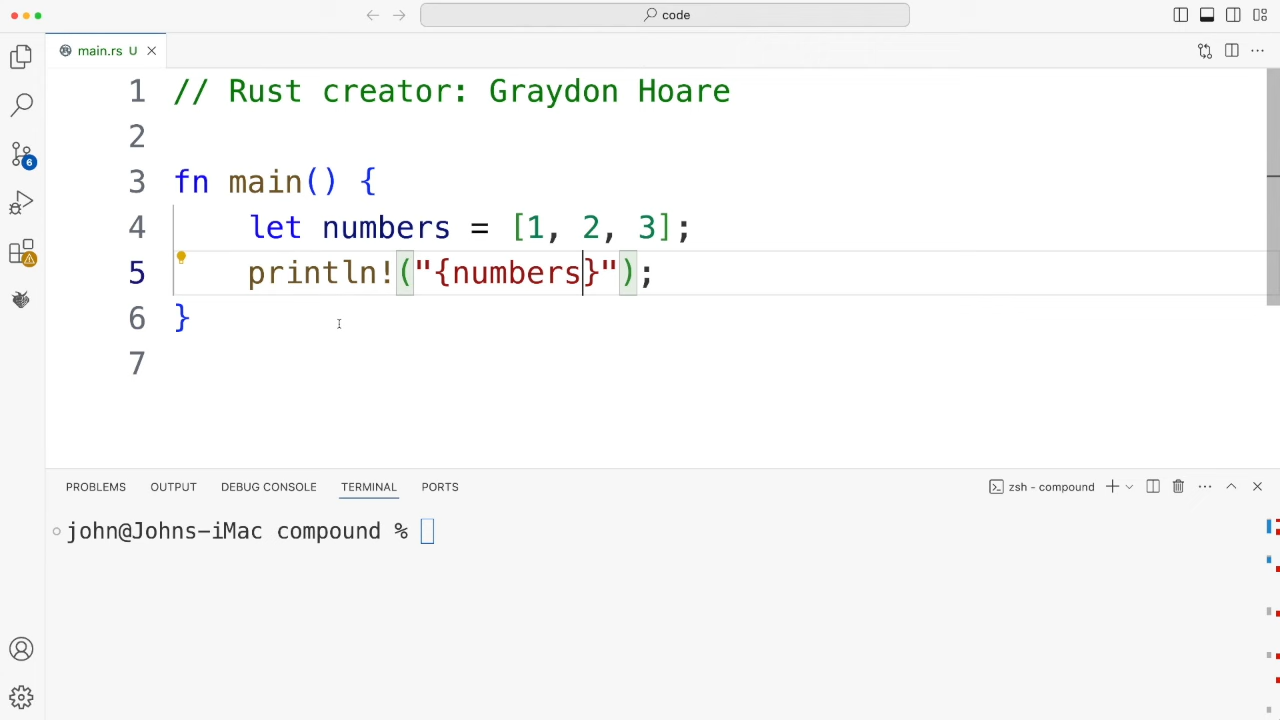 code
main.rs U
1 // Rust creator: Graydon Hoare
2
3 fn main() {
4 let numbers = [1, 2, 3];
5 println!("{numbers}");
6 }
7
6
PROBLEMS OUTPUT DEBUG CONSOLE TERMINAL PORTS zsh - compound
john@Johns-iMac compound %